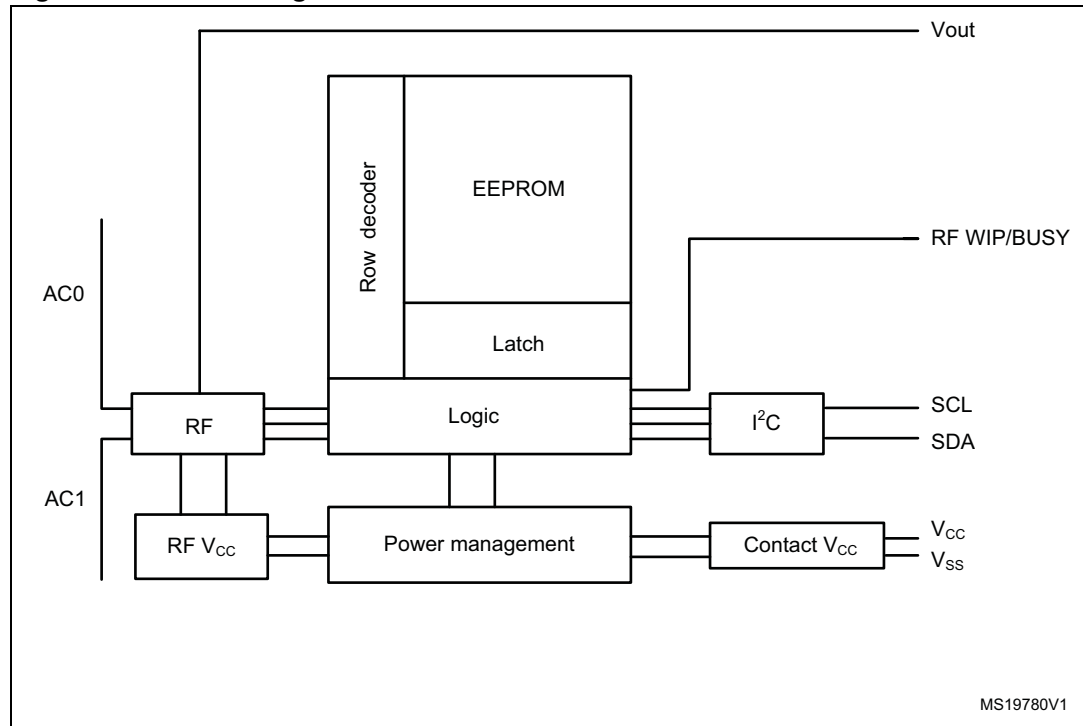 Vout
Row decoder
EEPROM
RF WIP/BUSY
AC0
Latch
RF
Logic
I²C
SCL
SDA
AC1
RF V_CC
Power management
Contact V_CC
V_CC
V_SS
MS19780V1